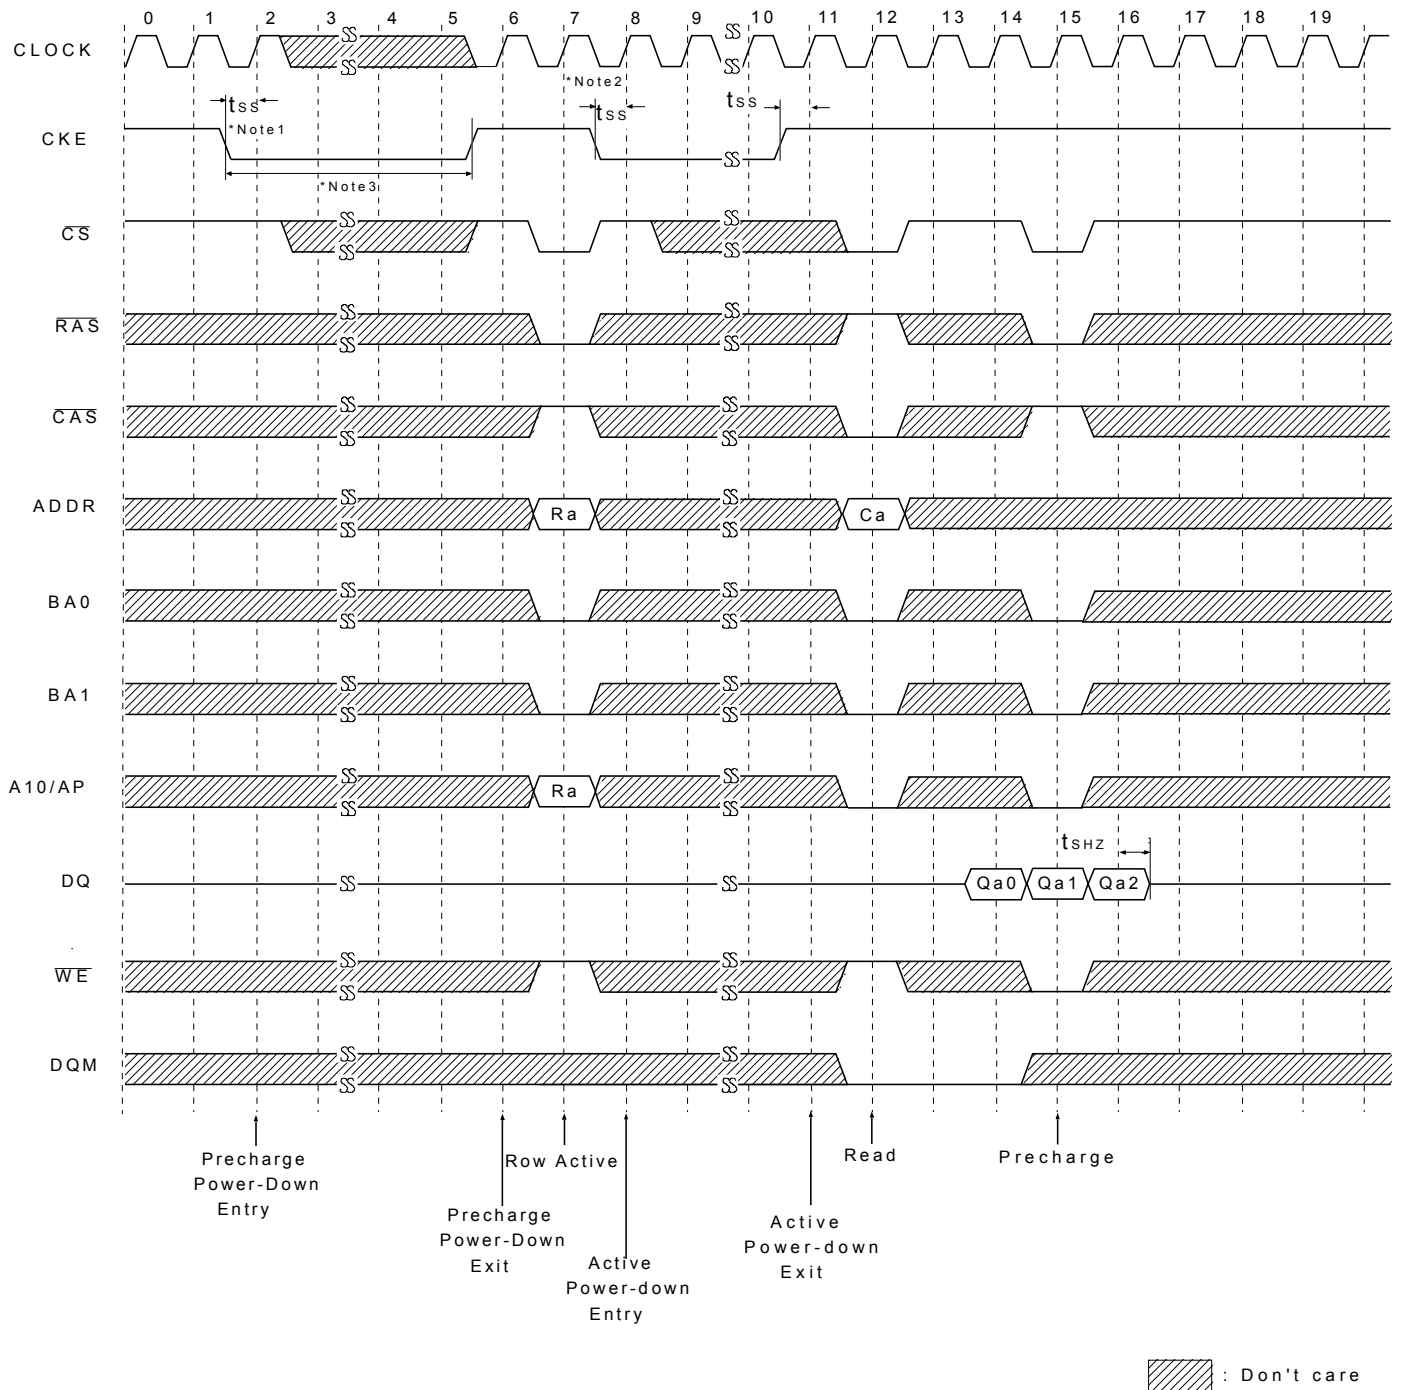 0 1 2 3 4 5 6 7 8 9 10 11 12 13 14 15 16 17 18 19
CLOCK
*Note2
tSS tSS tSS
*Note1
CKE
*Note3
CS
RAS
CAS
ADDR Ra Ca
BA0
BA1
A10/AP Ra
tSHZ
DQ Qa0 Qa1 Qa2
WE
DQM
Precharge
Power-Down
Entry
Row Active
Read
Precharge
Precharge
Power-Down
Exit
Active
Power-down
Exit
Active
Power-down
Entry
: Don't care